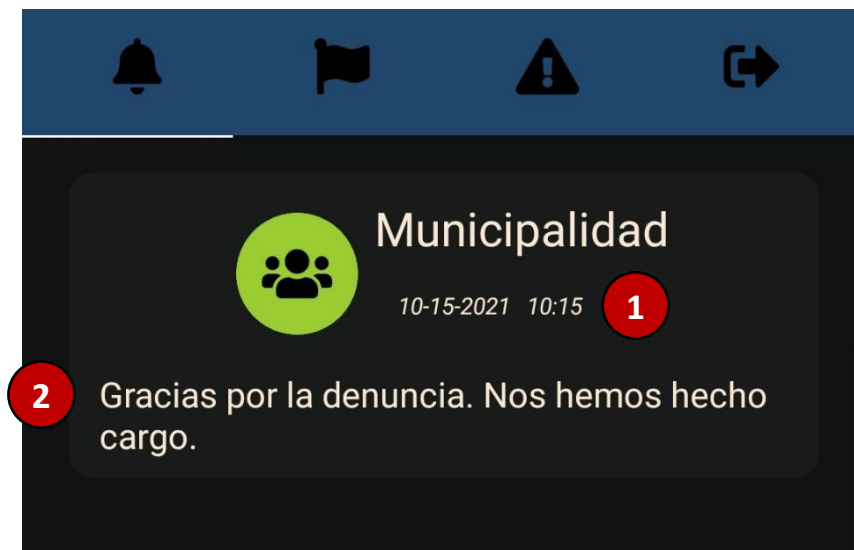 Municipalidad
10-15-2021 10:15
1
2
Gracias por la denuncia. Nos hemos hecho
cargo.